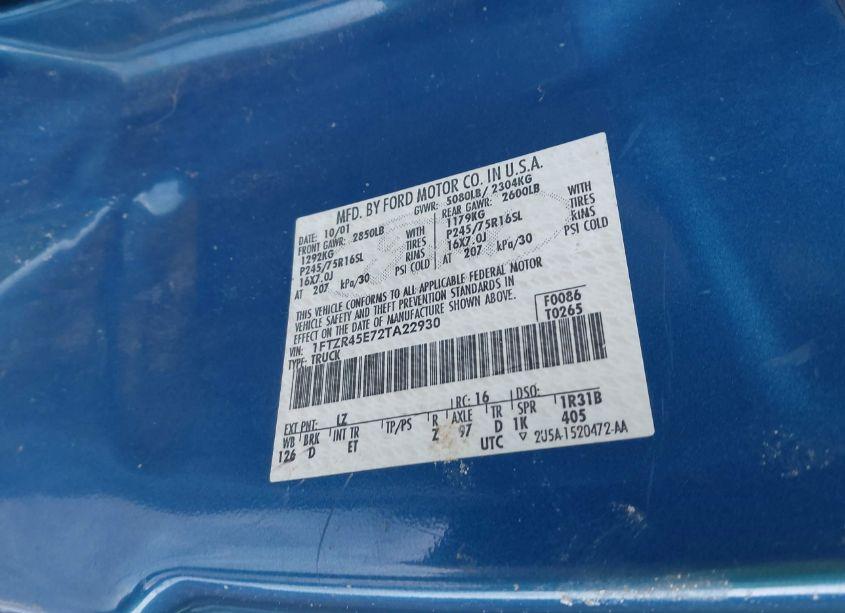 MFD. BY FORD MOTOR CO. IN U.S.A.
DATE: 10/01 GVWR: 5080LB/ 2304KG
FRONT GAWR: 2850LB REAR GAWR: 2600LB
1292KG WITH 1179KG WITH
P245/75R16SL TIRES P245/75R16SL TIRES
16X7.0J RIMS 16X7.0J RIMS
AT 207 kPa/30 PSI COLD AT 207 kPa/30 PSI COLD
THIS VEHICLE CONFORMS TO ALL APPLICABLE FEDERAL MOTOR
VEHICLE SAFETY AND THEFT PREVENTION STANDARDS IN
EFFECT ON THE DATE OF MANUFACTURE SHOWN ABOVE.
VIN: 1FTZR45E72TA22930 F0086
TYPE: TRUCK T0265
EXT PNT: LZ RC: 16 DSO:
WB BRK INT TR TP/PS R AXLE TR SPR 1R31B
126 D ET Z 97 D 1K 405
UTC 2U5A-1520472-AA